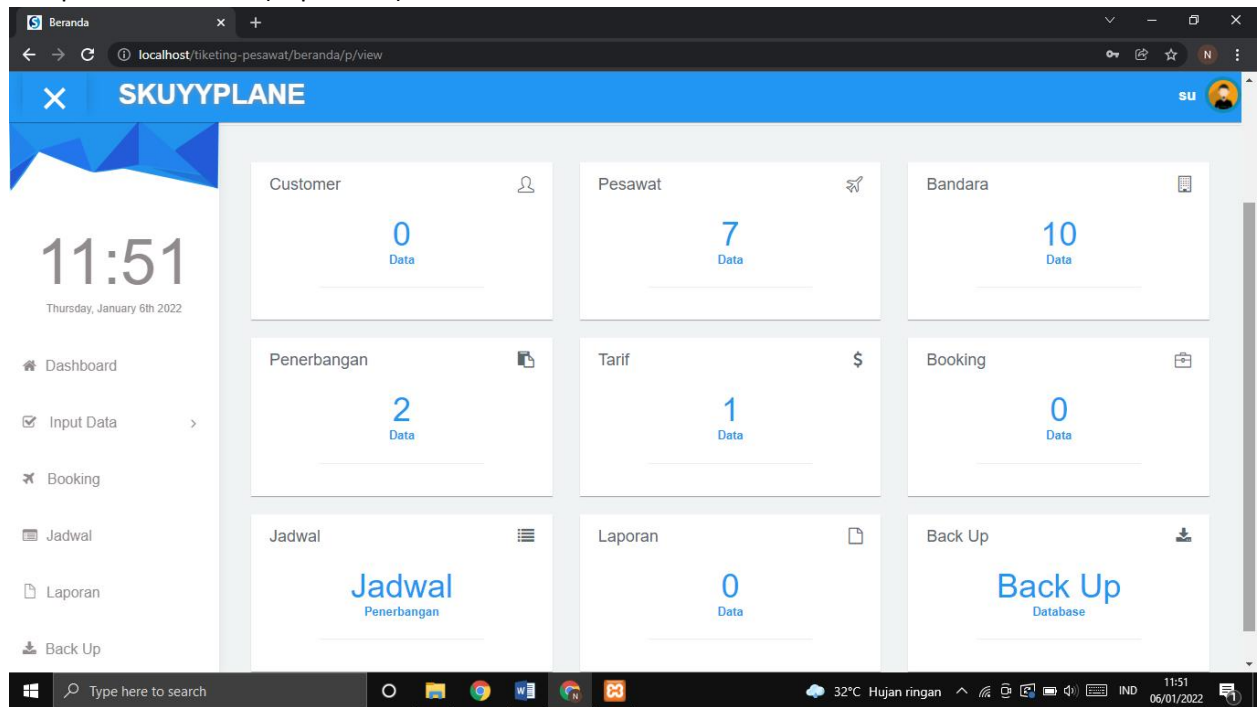 Beranda
localhost/tiketing-pesawat/beranda/p/view
N
SKUYYPLANE
su
11:51
Thursday, January 6th 2022
Dashboard
Input Data
Booking
Jadwal
Laporan
Back Up
Customer
0
Data
Pesawat
7
Data
Bandara
10
Data
Penerbangan
2
Data
Tarif
$
1
Data
Booking
0
Data
Jadwal
Jadwal
Penerbangan
Laporan
0
Data
Back Up
Back Up
Database
Type here to search
32°C Hujan ringan
IND
11:51
06/01/2022
1